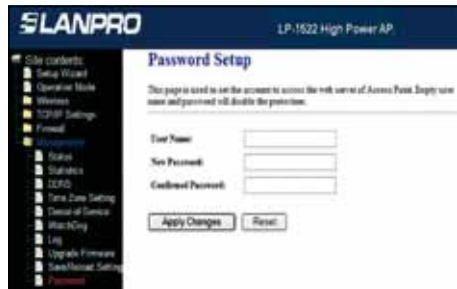 LANPRO
LP-1522 High Power AP
Site contents:
Setup Wizard
Operation Mode
Wireless
TCP/IP Settings
Firewall
Management
Status
Statistics
DDNS
Time Zone Setting
Denial of Service
WatchDog
Log
Upgrade Firmware
Save/Reload Setting
Password
Password Setup
This page is used to set the account to access the web server of Access Point. Empty user
name and password will disable the protection.
User Name:
New Password:
Confirmed Password:
Apply Changes
Reset